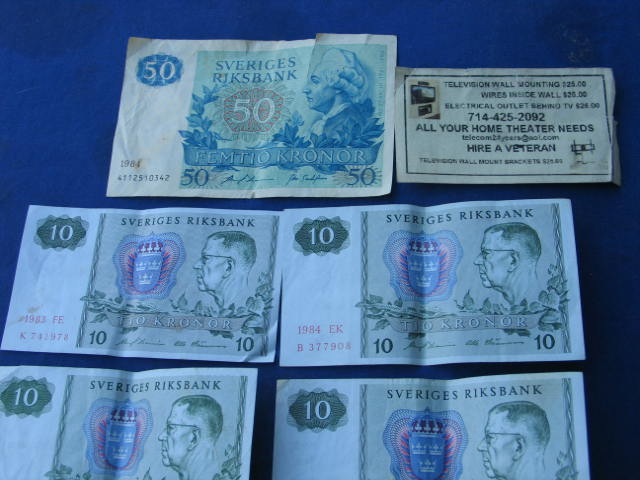 50
SVERIGES
RIKSBANK
50
1984
4112510342
FEMTIO KRONOR
50
50
TELEVISION WALL MOUNTING $25.00
WIRES INSIDE WALL $25.00
ELECTRICAL OUTLET BEHIND TV $25.00
714-425-2092
ALL YOUR HOME THEATER NEEDS
telecom28years@aol.com
HIRE A VETERAN
TELEVISION WALL MOUNT BRACKETS $25.00
10
SVERIGES RIKSBANK
1983 FE
K 741978
TIO KRONOR
10
10
10
SVERIGES RIKSBANK
1984 EK
B 377908
TIO KRONOR
10
10
10
SVERIGES RIKSBANK
10
SVERIGES RIKSBANK